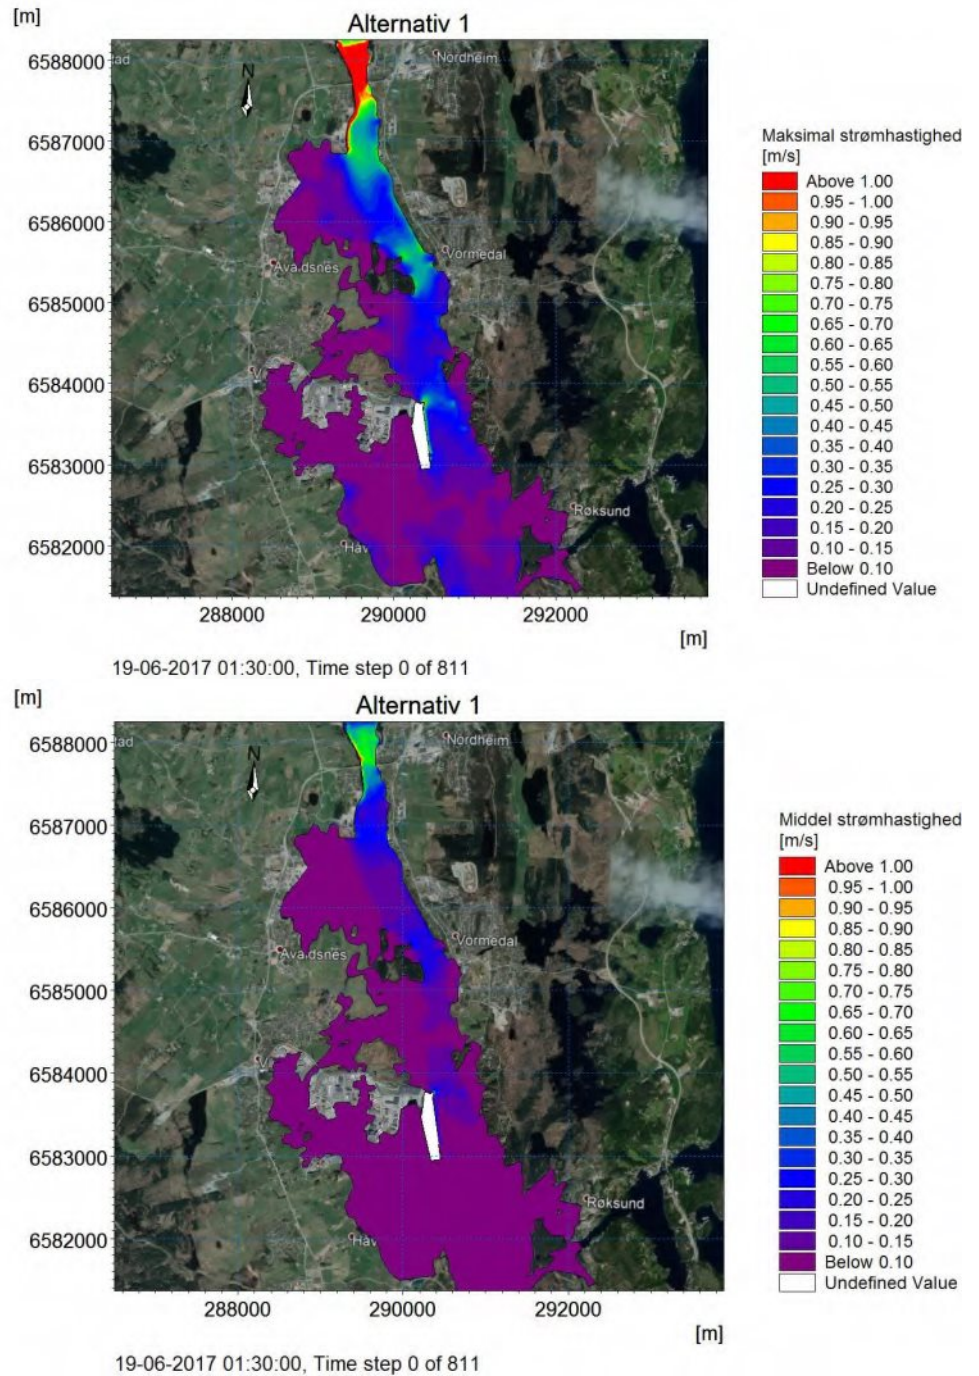 [m]
Alternativ 1
6588000
6587000
6586000
6585000
6584000
6583000
6582000
288000
290000
292000
[m]
N
Nordheim
Avaldsnes
Vormedal
Røksund
Håv
Maksimal strømhastighed
[m/s]
Above 1.00
0.95 - 1.00
0.90 - 0.95
0.85 - 0.90
0.80 - 0.85
0.75 - 0.80
0.70 - 0.75
0.65 - 0.70
0.60 - 0.65
0.55 - 0.60
0.50 - 0.55
0.45 - 0.50
0.40 - 0.45
0.35 - 0.40
0.30 - 0.35
0.25 - 0.30
0.20 - 0.25
0.15 - 0.20
0.10 - 0.15
Below 0.10
Undefined Value
19-06-2017 01:30:00, Time step 0 of 811
[m]
Alternativ 1
6588000
6587000
6586000
6585000
6584000
6583000
6582000
288000
290000
292000
[m]
N
Nordheim
Avaldsnes
Vormedal
Røksund
Håv
Middel strømhastighed
[m/s]
Above 1.00
0.95 - 1.00
0.90 - 0.95
0.85 - 0.90
0.80 - 0.85
0.75 - 0.80
0.70 - 0.75
0.65 - 0.70
0.60 - 0.65
0.55 - 0.60
0.50 - 0.55
0.45 - 0.50
0.40 - 0.45
0.35 - 0.40
0.30 - 0.35
0.25 - 0.30
0.20 - 0.25
0.15 - 0.20
0.10 - 0.15
Below 0.10
Undefined Value
19-06-2017 01:30:00, Time step 0 of 811